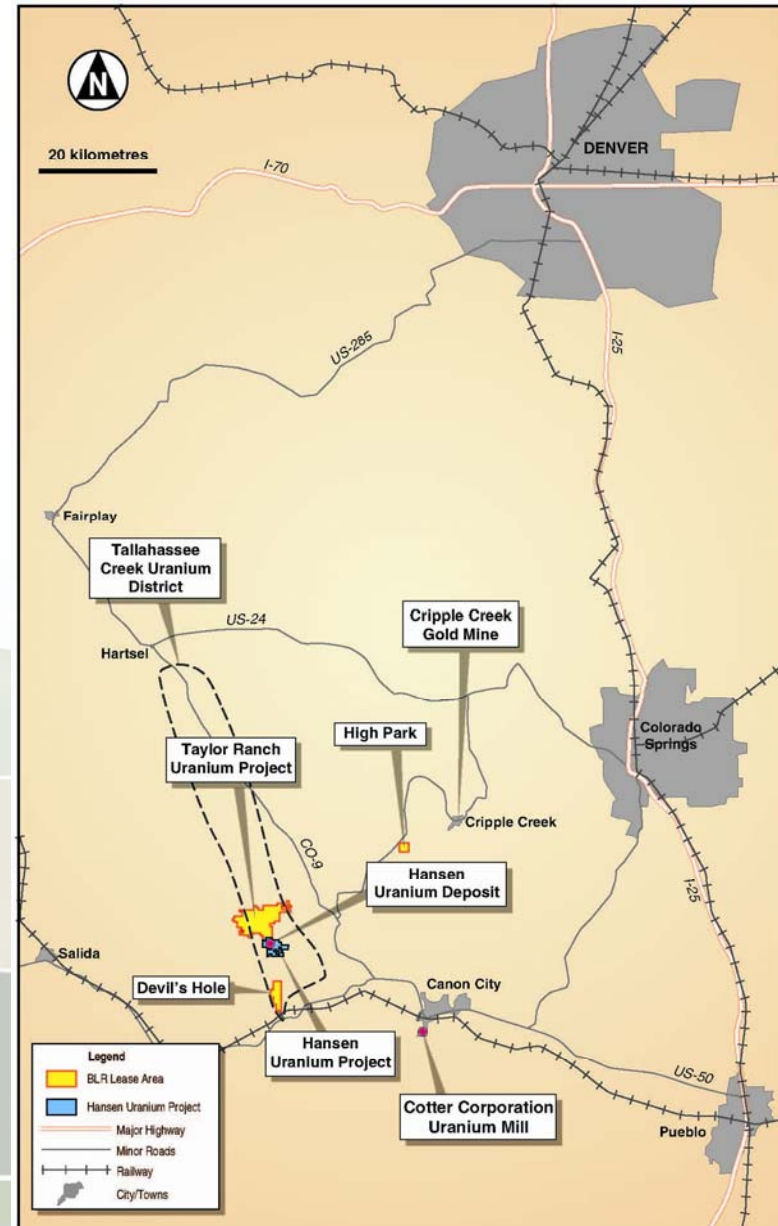 N
20 kilometres
I-70
DENVER
US-285
I-25
Fairplay
Tallahassee
Creek Uranium
District
US-24
Hartsel
Cripple Creek
Gold Mine
High Park
Taylor Ranch
Uranium Project
Colorado
Springs
Cripple Creek
CO-9
Hansen
Uranium Deposit
I-25
Salida
Devil's Hole
Canon City
Hansen
Uranium Project
Cotter Corporation
Uranium Mill
US-50
Pueblo
Legend
BLR Lease Area
Hansen Uranium Project
Major Highway
Minor Roads
Railway
City/Towns